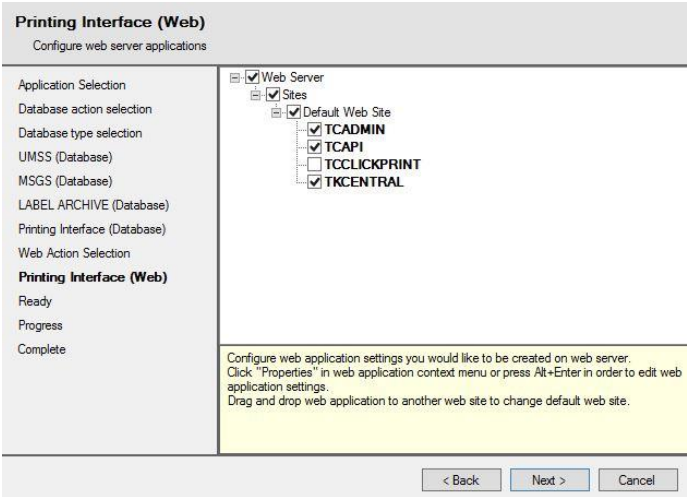 Printing Interface (Web)
Configure web server applications
Application Selection
Database action selection
Database type selection
UMSS (Database)
MSGS (Database)
LABEL ARCHIVE (Database)
Printing Interface (Database)
Web Action Selection
Printing Interface (Web)
Ready
Progress
Complete
Web Server
Sites
Default Web Site
TCADMIN
TCAPI
TCCLICKPRINT
TKCENTRAL
Configure web application settings you would like to be created on web server.
Click "Properties" in web application context menu or press Alt+Enter in order to edit web
application settings.
Drag and drop web application to another web site to change default web site.
< Back
Next >
Cancel